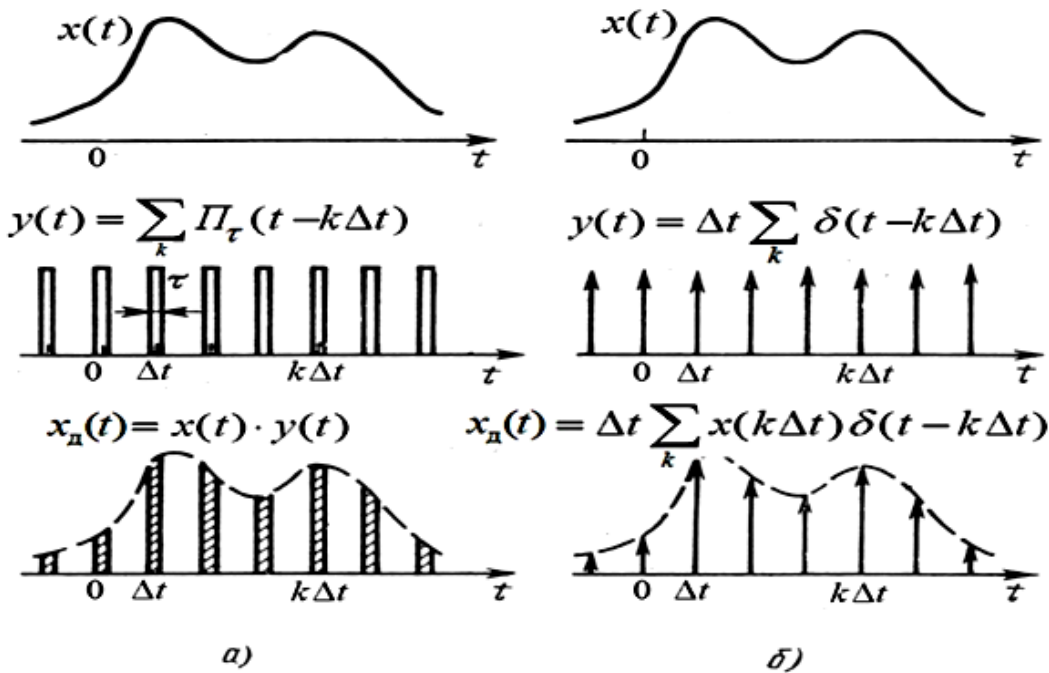 x(t)
0 t
y(t) = ∑ₖ Π_τ (t − kΔt)
τ
0 Δt kΔt t
x_д(t) = x(t) · y(t)
0 Δt kΔt t
а)
x(t)
0 t
y(t) = Δt ∑ₖ δ(t − kΔt)
0 Δt kΔt t
x_д(t) = Δt ∑ₖ x(kΔt) δ(t − kΔt)
0 Δt kΔt t
б)